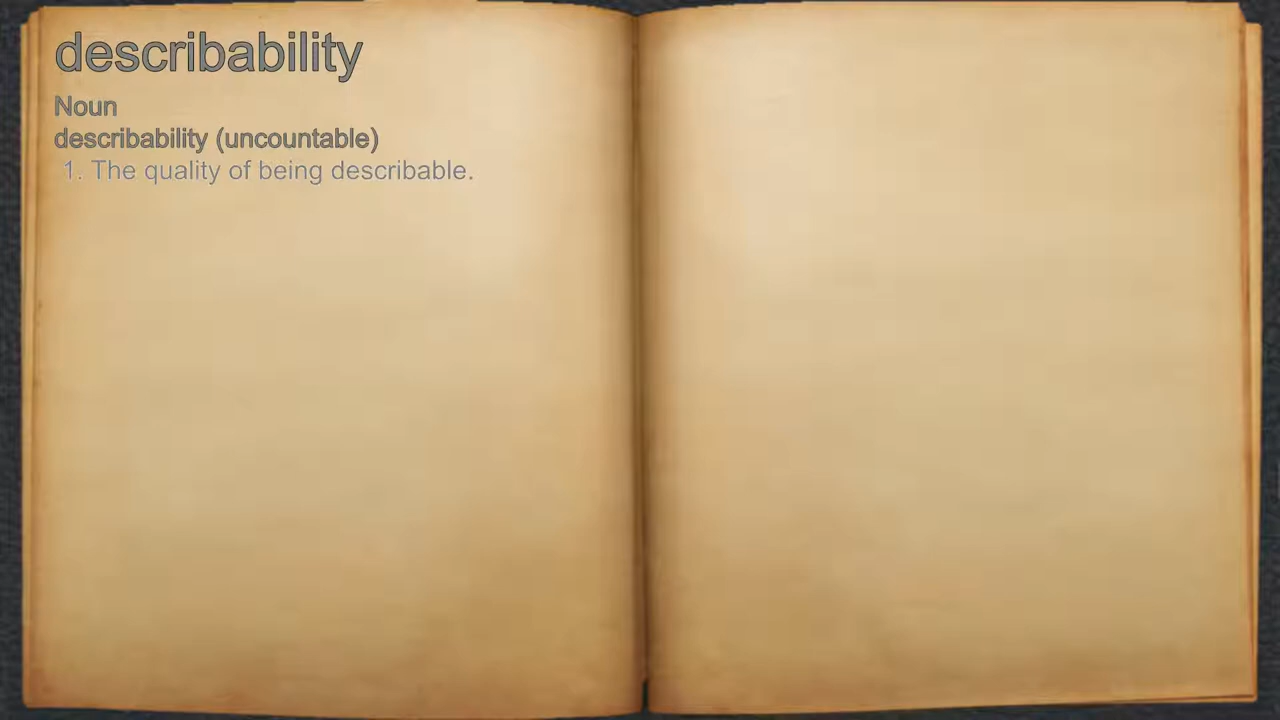 describability
Noun
describability (uncountable)
1. The quality of being describable.